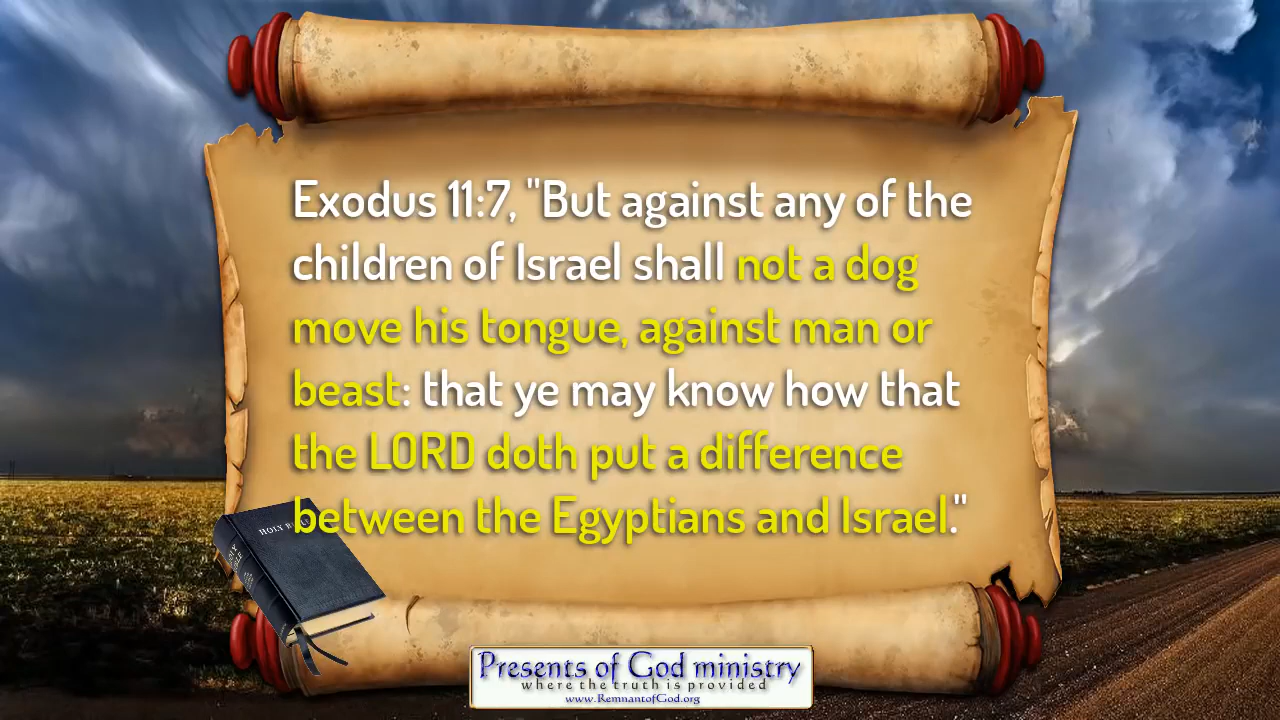 Exodus 11:7, "But against any of the
children of Israel shall not a dog
move his tongue, against man or
beast: that ye may know how that
the LORD doth put a difference
between the Egyptians and Israel."
HOLY BIBLE
Presents of God ministry
where the truth is provided
www.RemnantofGod.org